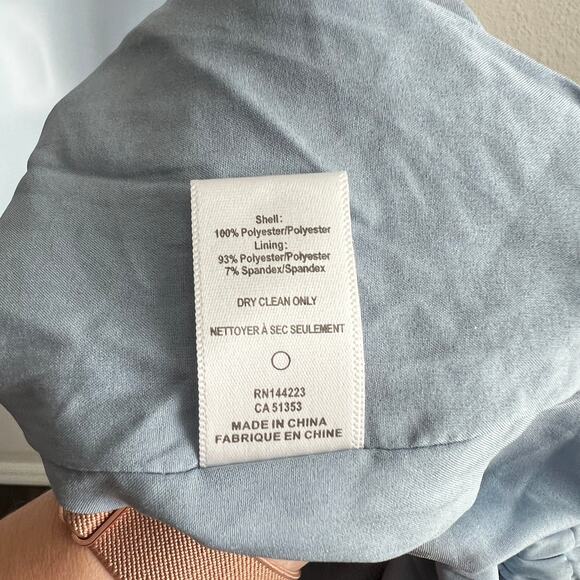 Shell:
100% Polyester/Polyester
Lining:
93% Polyester/Polyester
7% Spandex/Spandex
DRY CLEAN ONLY
NETTOYER À SEC SEULEMENT
RN144223
CA 51353
MADE IN CHINA
FABRIQUE EN CHINE